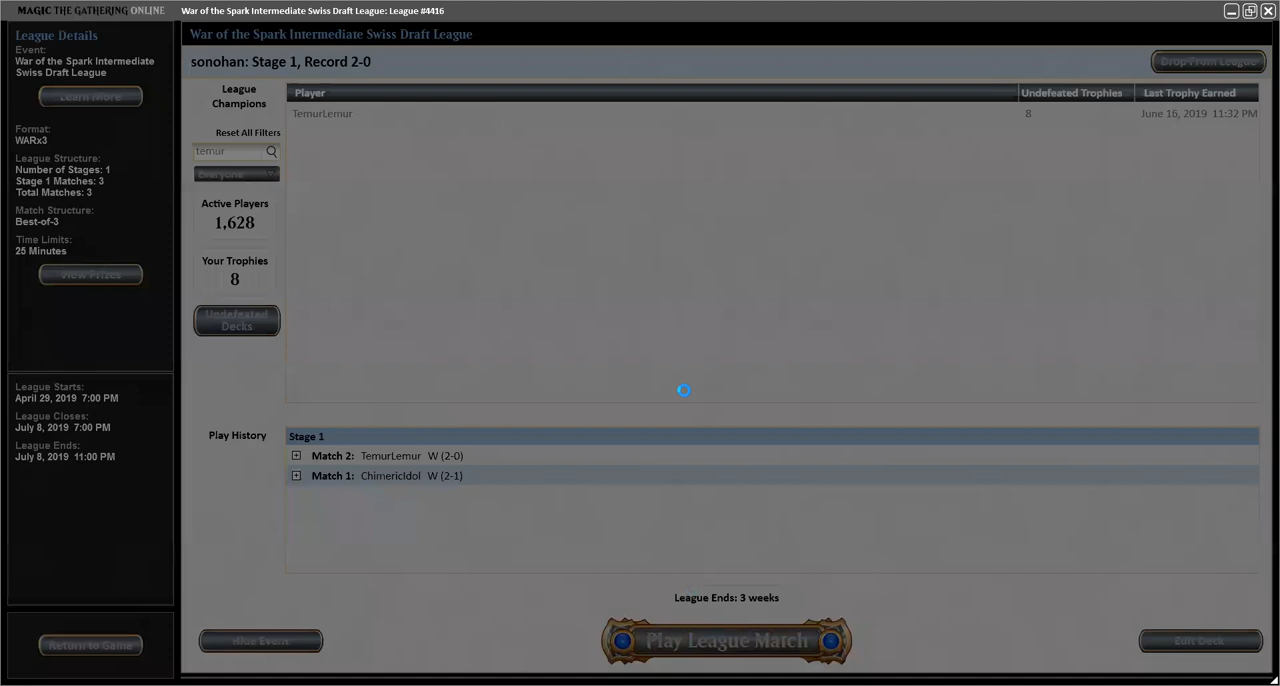 MAGIC THE GATHERING ONLINE
War of the Spark Intermediate Swiss Draft League: League #4416
League Details
Event:
War of the Spark Intermediate
Swiss Draft League
Learn More
Format:
WARx3
League Structure:
Number of Stages: 1
Stage 1 Matches: 3
Total Matches: 3
Match Structure:
Best-of-3
Time Limits:
25 Minutes
View Prizes
League Starts:
April 29, 2019 7:00 PM
League Closes:
July 8, 2019 7:00 PM
League Ends:
July 8, 2019 11:00 PM
Return to Game
War of the Spark Intermediate Swiss Draft League
sonohan: Stage 1, Record 2-0
Drop From League
League
Champions
Reset All Filters
temur
Everyone
Active Players
1,628
Your Trophies
8
Undefeated
Decks
Player Undefeated Trophies Last Trophy Earned
TemurLemur 8 June 16, 2019 11:32 PM
Play History
Stage 1
Match 2: TemurLemur W (2-0)
Match 1: ChimericIdol W (2-1)
League Ends: 3 weeks
Hide Event
Play League Match
Edit Deck